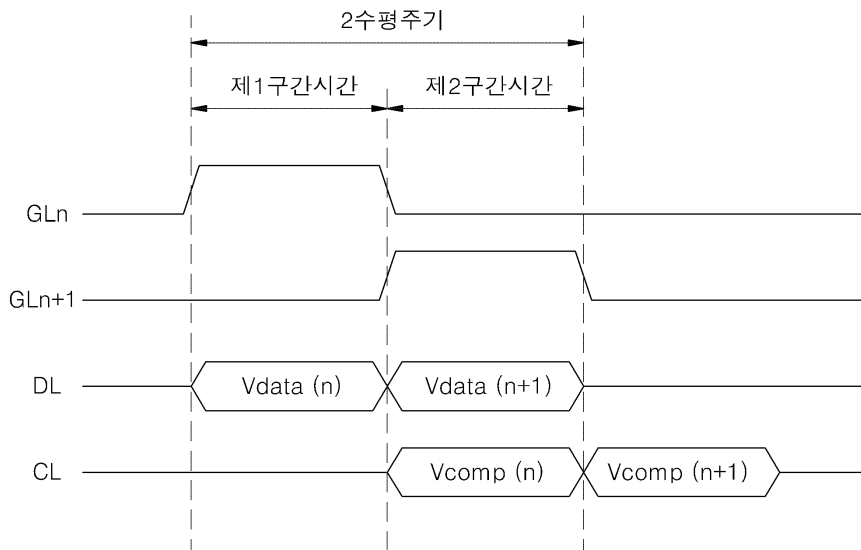 2수평주기
제1구간시간
제2구간시간
GLn
GLn+1
DL
Vdata (n)
Vdata (n+1)
CL
Vcomp (n)
Vcomp (n+1)